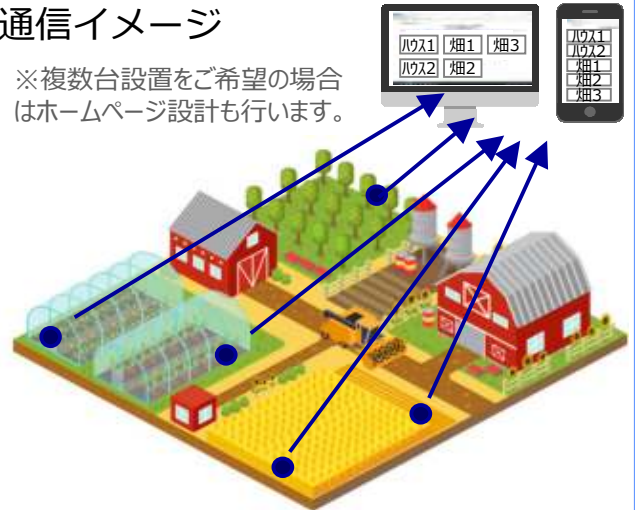 通信イメージ
※複数台設置をご希望の場合
はホームページ設計も行います。
ハウス1 畑1 畑3
ハウス2 畑2
ハウス1
ハウス2
畑1
畑2
畑3